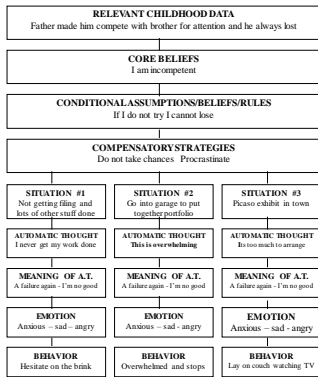 RELEVANT CHILDHOOD DATA
Father made him compete with brother for attention and he always lost
CORE BELIEFS
I am incompetent
CONDITIONAL ASSUMPTIONS/BELIEFS/RULES
If I do not try I cannot lose
COMPENSATORY STRATEGIES
Do not take chances Procrastinate
SITUATION #1
Not getting filing and
lots of other stuff done
AUTOMATIC THOUGHT
I never get my work done
MEANING OF A.T.
A failure again - I'm no good
EMOTION
Anxious – sad – angry
BEHAVIOR
Hesitate on the brink
SITUATION #2
Go into garage to put
together portfolio
AUTOMATIC THOUGHT
This is overwhelming
MEANING OF A.T.
A failure again - I'm no good
EMOTION
Anxious – sad – angry
BEHAVIOR
Overwhelmed and stops
SITUATION #3
Picaso exhibit in town
AUTOMATIC THOUGHT
Its too much to arrange
MEANING OF A.T.
A failure again - I'm no good
EMOTION
Anxious – sad - angry
BEHAVIOR
Lay on couch watching TV